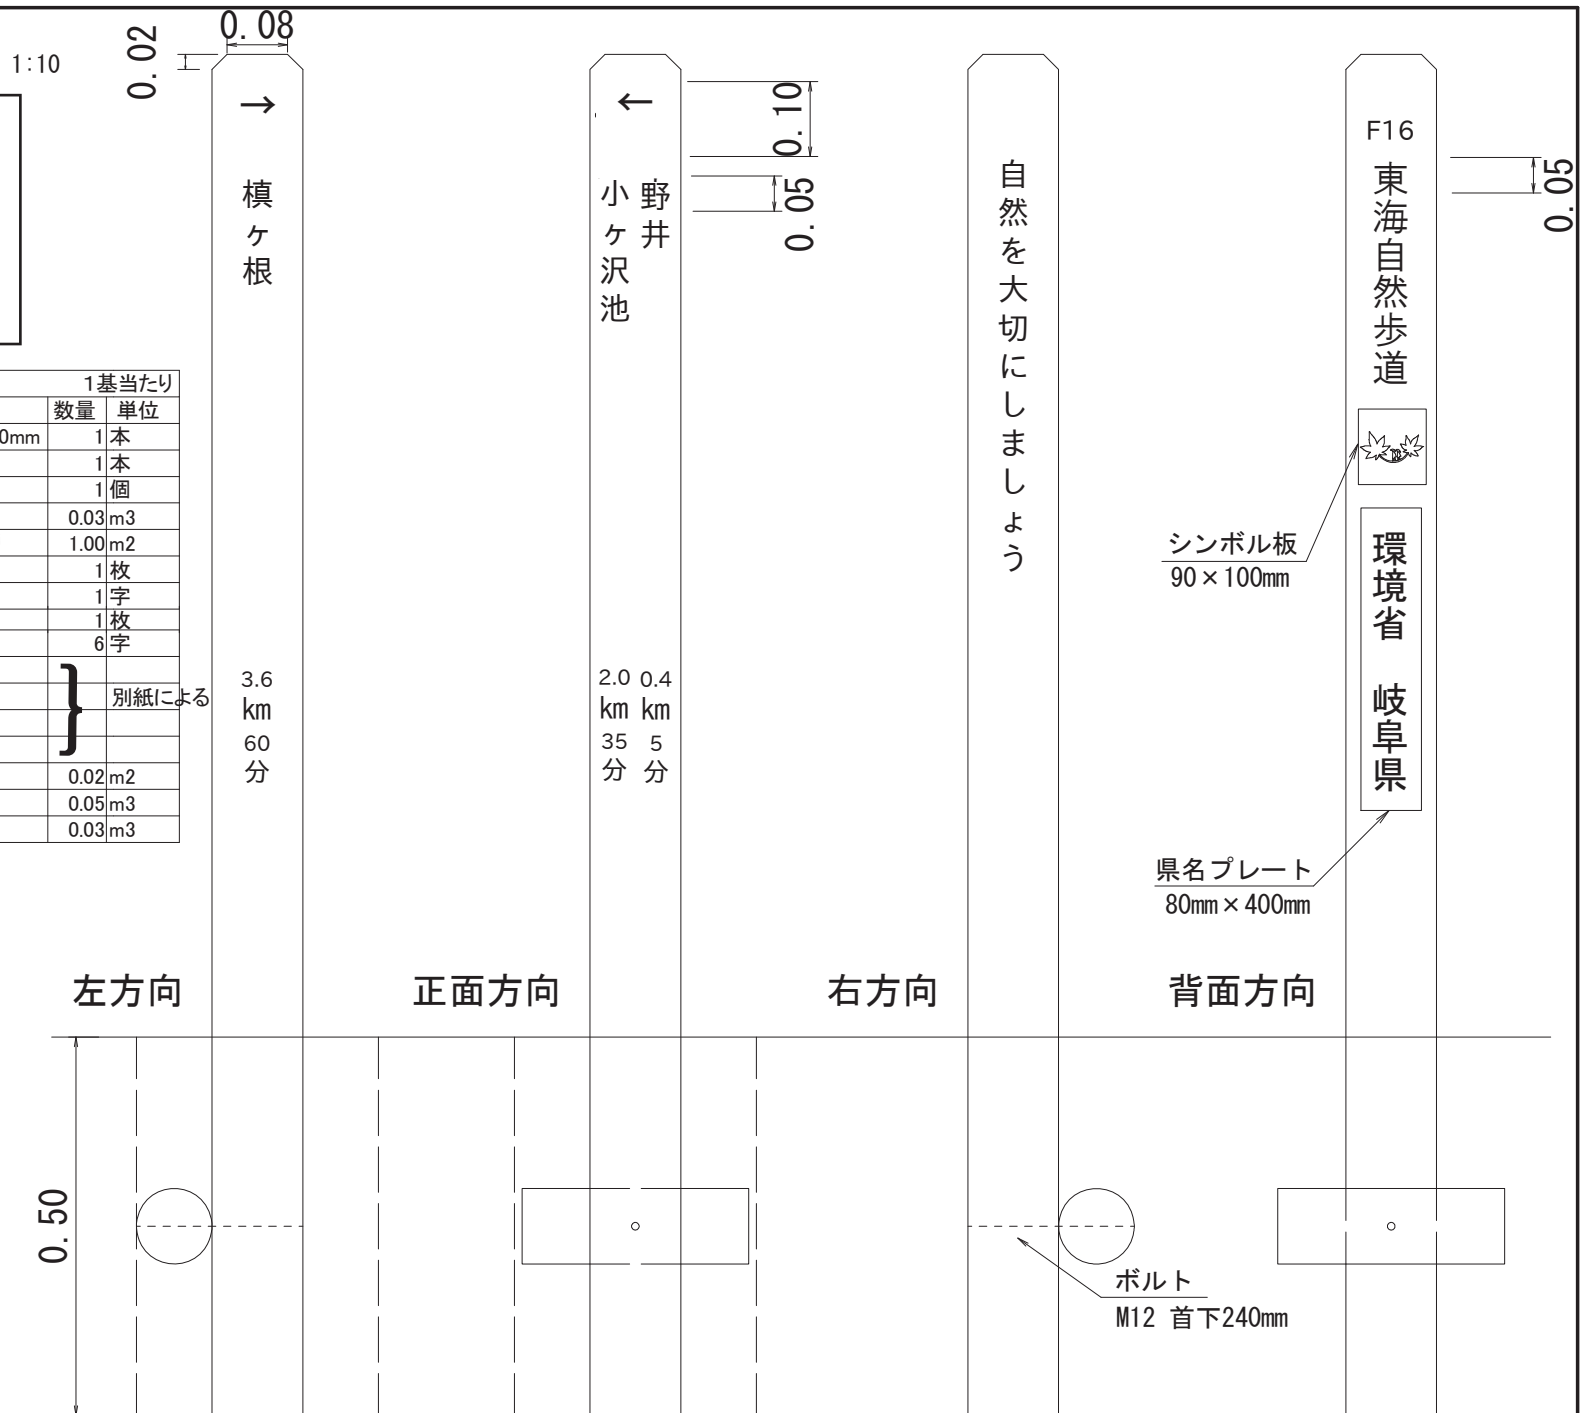 1:10
0.02
0.08
→
槙ヶ根
3.6
km
60
分
←
野井
小ヶ沢池
0.10
0.05
2.0 0.4
km km
35 5
分 分
自然を大切にしましょう
F16
東海自然歩道
0.05
シンボル板
90×100mm
環境省 岐阜県
県名プレート
80mm×400mm
1基当たり
数量 単位
0mm 1 本
1 本
1 個
0.03 m3
1.00 m2
1 枚
1 字
1 枚
6 字
} 別紙による
0.02 m2
0.05 m3
0.03 m3
左方向
正面方向
右方向
背面方向
0.50
ボルト
M12 首下240mm